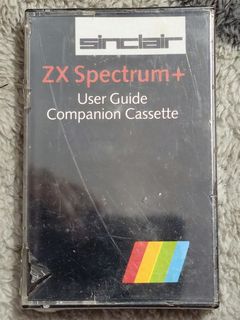 sinclair
ZX Spectrum+
User Guide
Companion Cassette